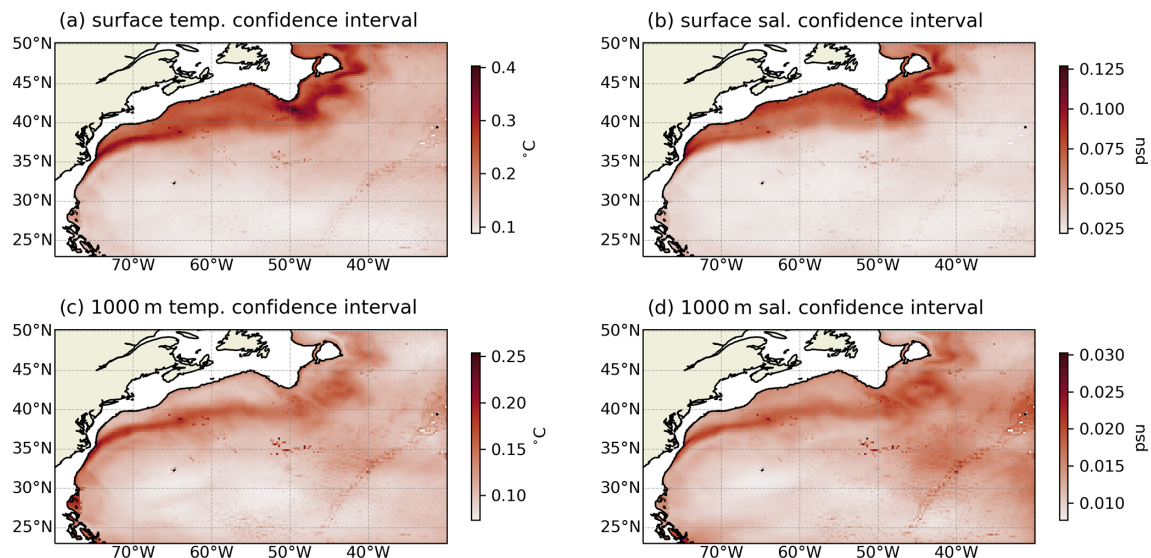 (a) surface temp. confidence interval
50°N
45°N
40°N
35°N
30°N
25°N
70°W 60°W 50°W 40°W
0.4
0.3
0.2
0.1
°C
(b) surface sal. confidence interval
50°N
45°N
40°N
35°N
30°N
25°N
70°W 60°W 50°W 40°W
0.125
0.100
0.075
0.050
0.025
psu
(c) 1000 m temp. confidence interval
50°N
45°N
40°N
35°N
30°N
25°N
70°W 60°W 50°W 40°W
0.25
0.20
0.15
0.10
°C
(d) 1000 m sal. confidence interval
50°N
45°N
40°N
35°N
30°N
25°N
70°W 60°W 50°W 40°W
0.030
0.025
0.020
0.015
0.010
psu